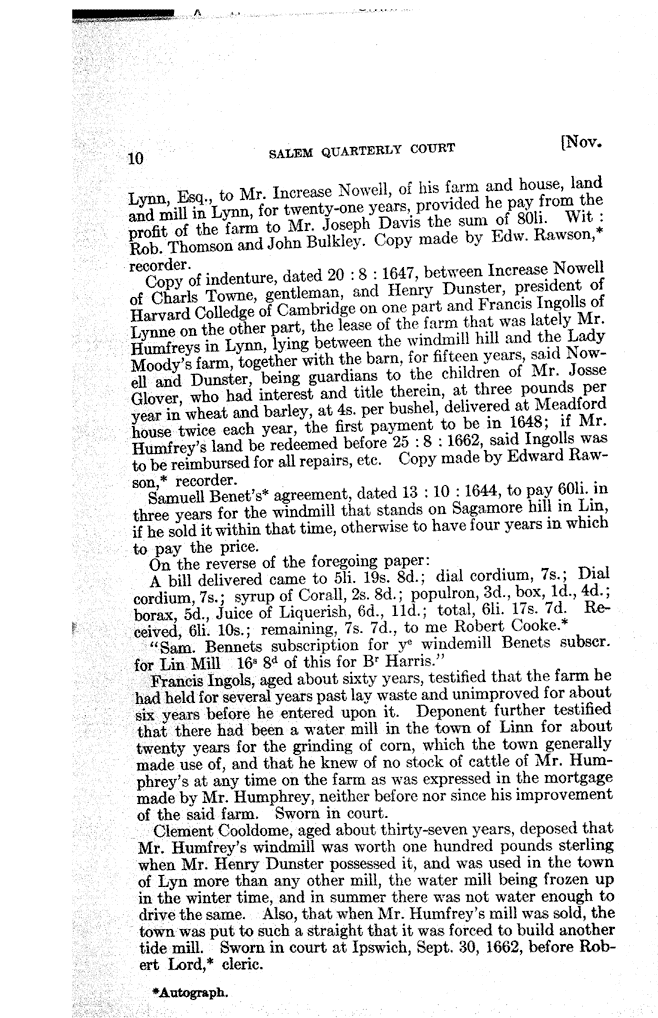 10 SALEM QUARTERLY COURT [Nov.
Lynn, Esq., to Mr. Increase Nowell, of his farm and house, land
and mill in Lynn, for twenty-one years, provided he pay from the
profit of the farm to Mr. Joseph Davis the sum of 80li. Wit :
Rob. Thomson and John Bulkley. Copy made by Edw. Rawson,*
recorder.
Copy of indenture, dated 20 : 8 : 1647, between Increase Nowell
of Charls Towne, gentleman, and Henry Dunster, president of
Harvard Colledge of Cambridge on one part and Francis Ingolls of
Lynne on the other part, the lease of the farm that was lately Mr.
Humfreys in Lynn, lying between the windmill hill and the Lady
Moody's farm, together with the barn, for fifteen years, said Now-
ell and Dunster, being guardians to the children of Mr. Josse
Glover, who had interest and title therein, at three pounds per
year in wheat and barley, at 4s. per bushel, delivered at Meadford
house twice each year, the first payment to be in 1648; if Mr.
Humfrey's land be redeemed before 25 : 8 : 1662, said Ingolls was
to be reimbursed for all repairs, etc. Copy made by Edward Raw-
son,* recorder.
Samuell Benet's* agreement, dated 13 : 10 : 1644, to pay 60li. in
three years for the windmill that stands on Sagamore hill in Lin,
if he sold it within that time, otherwise to have four years in which
to pay the price.
On the reverse of the foregoing paper:
A bill delivered came to 5li. 19s. 8d.; dial cordium, 7s.; Dial
cordium, 7s.; syrup of Corall, 2s. 8d.; populron, 3d., box, 1d., 4d.;
borax, 5d., Juice of Liquerish, 6d., 11d.; total, 6li. 17s. 7d. Re-
ceived, 6li. 10s.; remaining, 7s. 7d., to me Robert Cooke.*
"Sam. Bennets subscription for yᵉ windemill Benets subscr.
for Lin Mill 16ˢ 8ᵈ of this for Bʳ Harris."
Francis Ingols, aged about sixty years, testified that the farm he
had held for several years past lay waste and unimproved for about
six years before he entered upon it. Deponent further testified
that there had been a water mill in the town of Linn for about
twenty years for the grinding of corn, which the town generally
made use of, and that he knew of no stock of cattle of Mr. Hum-
phrey's at any time on the farm as was expressed in the mortgage
made by Mr. Humphrey, neither before nor since his improvement
of the said farm. Sworn in court.
Clement Cooldome, aged about thirty-seven years, deposed that
Mr. Humfrey's windmill was worth one hundred pounds sterling
when Mr. Henry Dunster possessed it, and was used in the town
of Lyn more than any other mill, the water mill being frozen up
in the winter time, and in summer there was not water enough to
drive the same. Also, that when Mr. Humfrey's mill was sold, the
town was put to such a straight that it was forced to build another
tide mill. Sworn in court at Ipswich, Sept. 30, 1662, before Rob-
ert Lord,* cleric.
*Autograph.